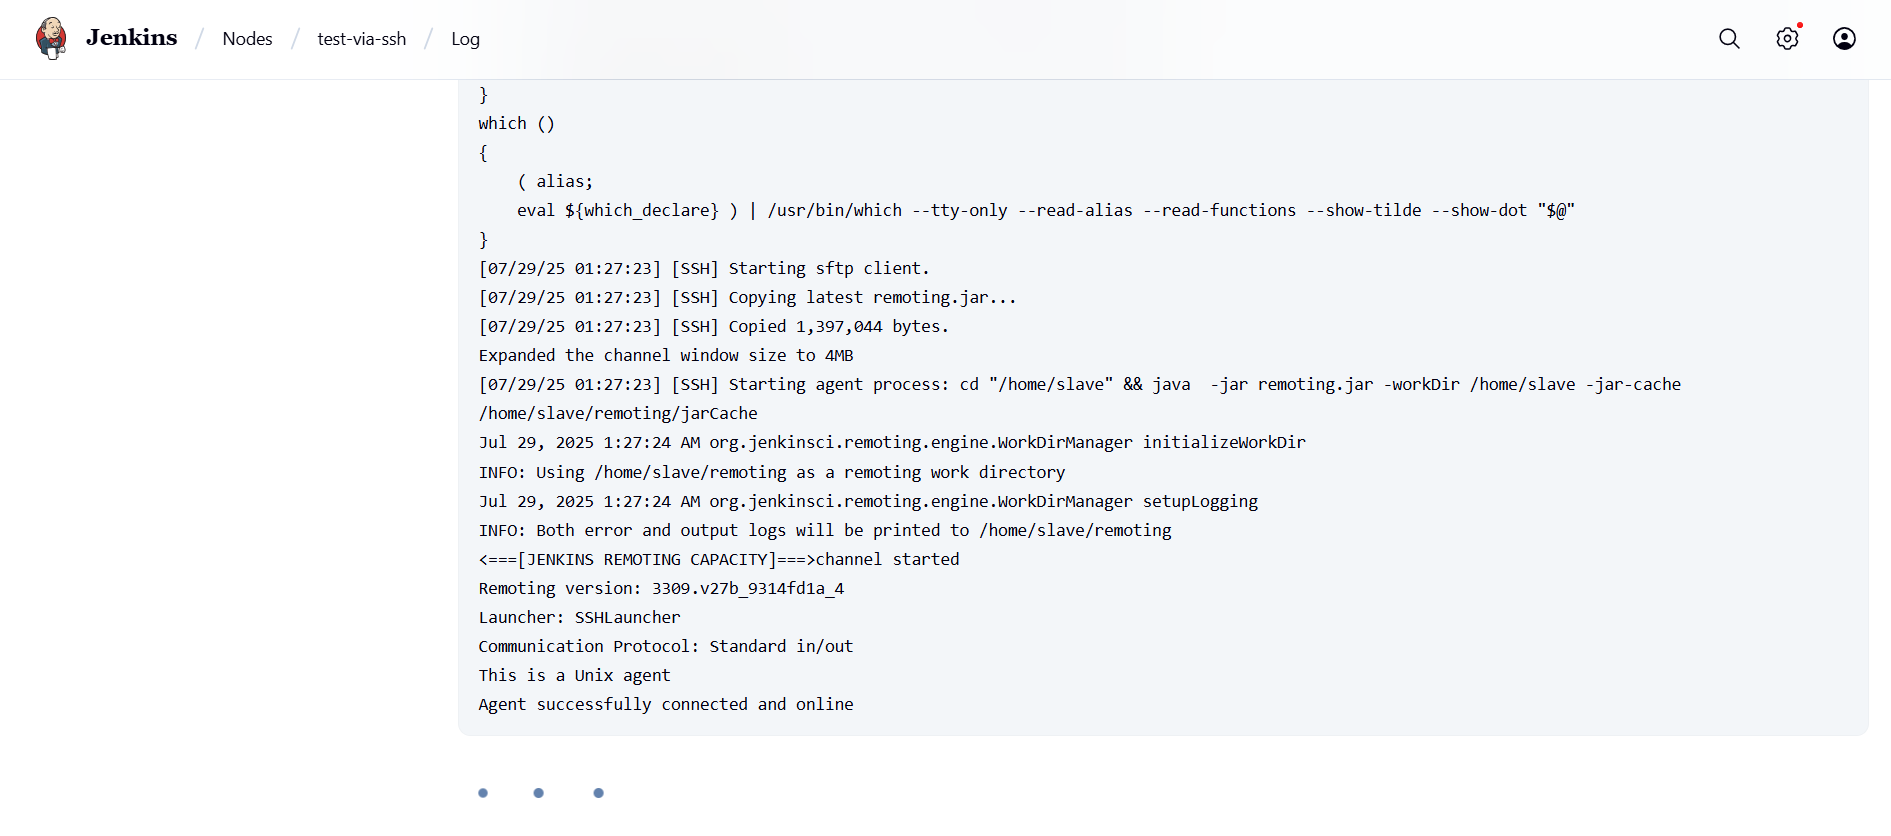 Jenkins / Nodes / test-via-ssh / Log
}
which ()
{
    ( alias;
    eval ${which_declare} ) | /usr/bin/which --tty-only --read-alias --read-functions --show-tilde --show-dot "$@"
}
[07/29/25 01:27:23] [SSH] Starting sftp client.
[07/29/25 01:27:23] [SSH] Copying latest remoting.jar...
[07/29/25 01:27:23] [SSH] Copied 1,397,044 bytes.
Expanded the channel window size to 4MB
[07/29/25 01:27:23] [SSH] Starting agent process: cd "/home/slave" && java  -jar remoting.jar -workDir /home/slave -jar-cache
/home/slave/remoting/jarCache
Jul 29, 2025 1:27:24 AM org.jenkinsci.remoting.engine.WorkDirManager initializeWorkDir
INFO: Using /home/slave/remoting as a remoting work directory
Jul 29, 2025 1:27:24 AM org.jenkinsci.remoting.engine.WorkDirManager setupLogging
INFO: Both error and output logs will be printed to /home/slave/remoting
<===[JENKINS REMOTING CAPACITY]===>channel started
Remoting version: 3309.v27b_9314fd1a_4
Launcher: SSHLauncher
Communication Protocol: Standard in/out
This is a Unix agent
Agent successfully connected and online